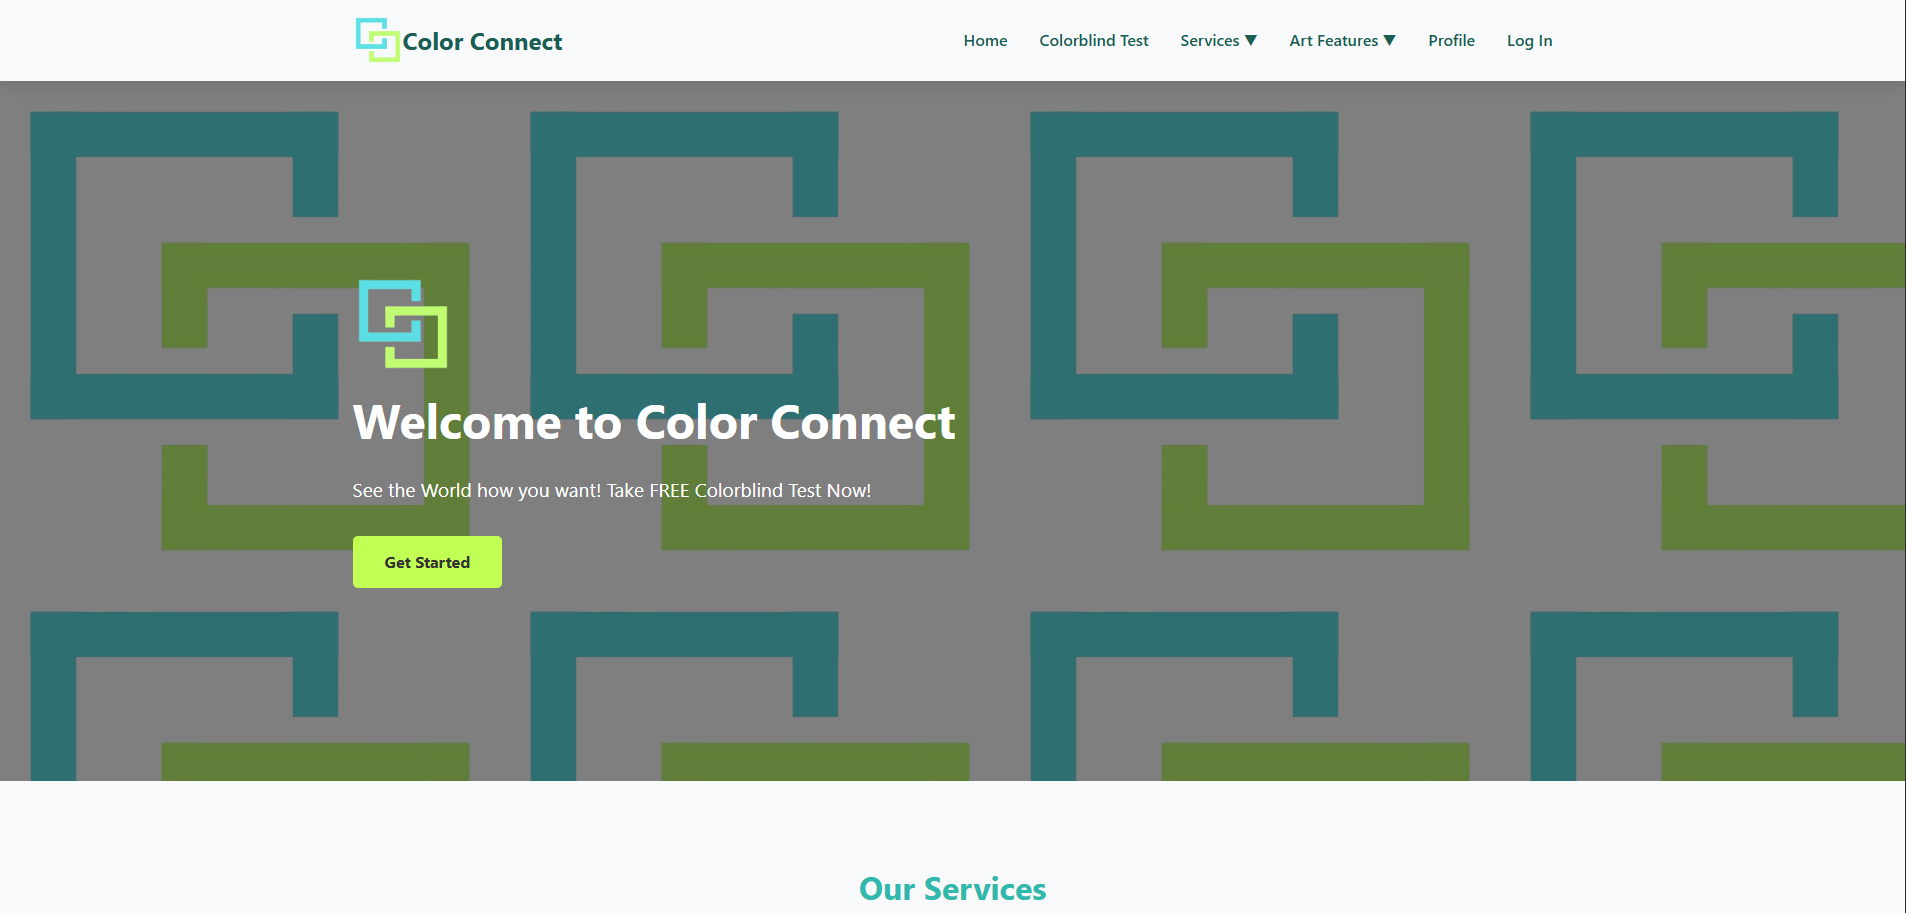 Color Connect
Home
Colorblind Test
Services ▼
Art Features ▼
Profile
Log In
Welcome to Color Connect
See the World how you want! Take FREE Colorblind Test Now!
Get Started
Our Services